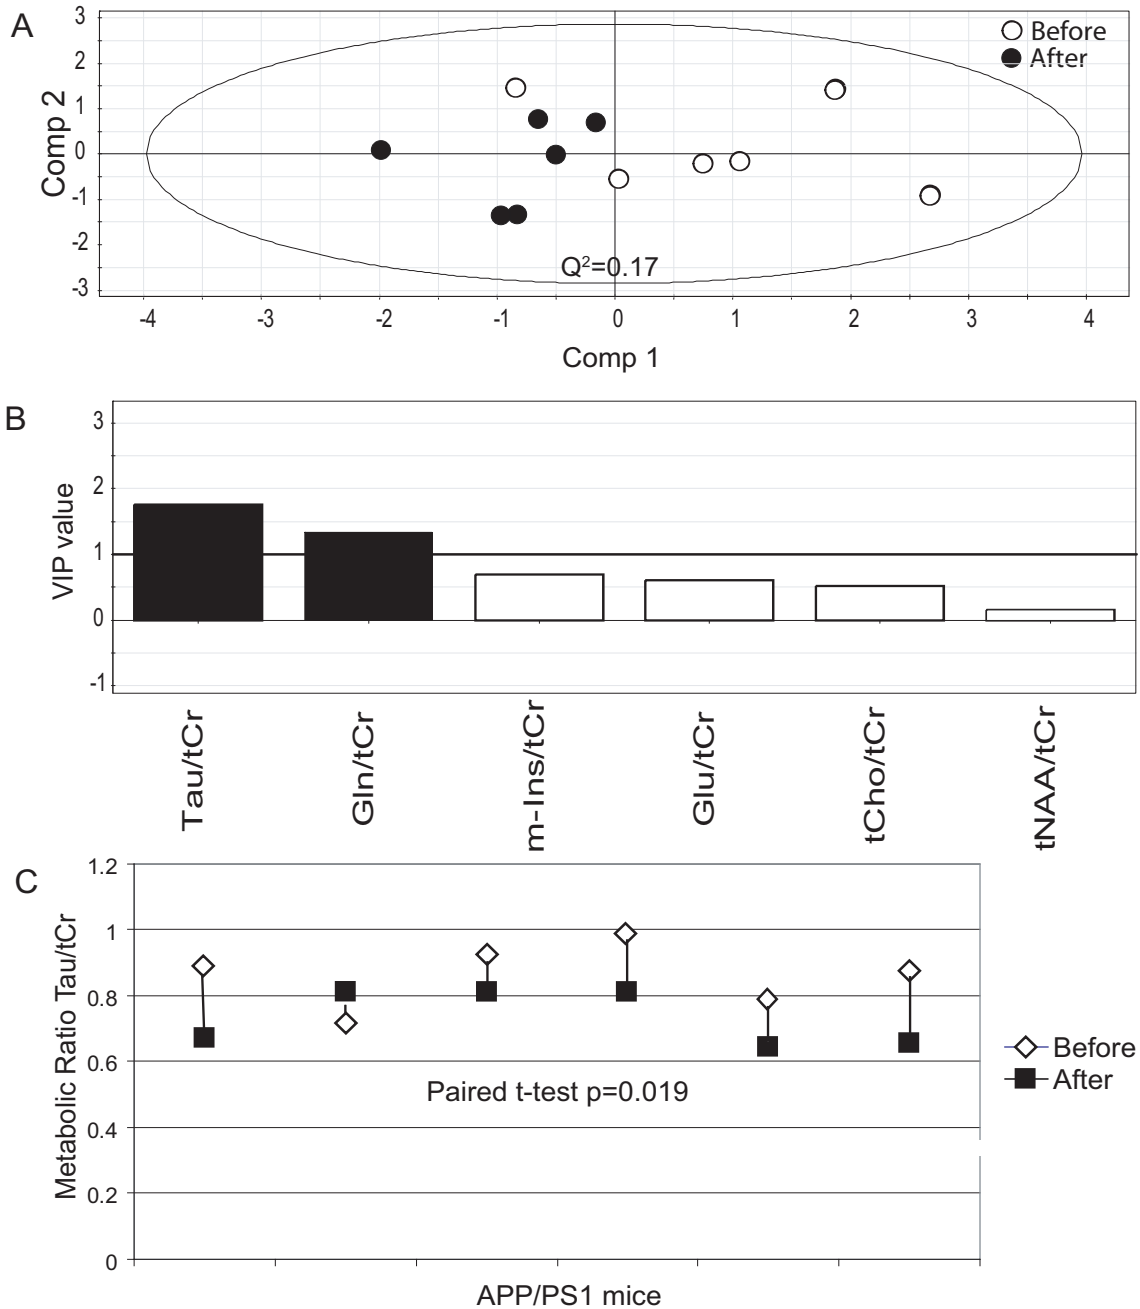 A
Before
After
Comp 2
3
2
1
0
-1
-2
-3
Q²=0.17
-4
-3
-2
-1
0
1
2
3
4
Comp 1
B
VIP value
3
2
1
0
-1
Tau/tCr
Gln/tCr
m-Ins/tCr
Glu/tCr
tCho/tCr
tNAA/tCr
C
Metabolic Ratio Tau/tCr
1.2
1
0.8
0.6
0.4
0.2
0
Paired t-test p=0.019
Before
After
APP/PS1 mice